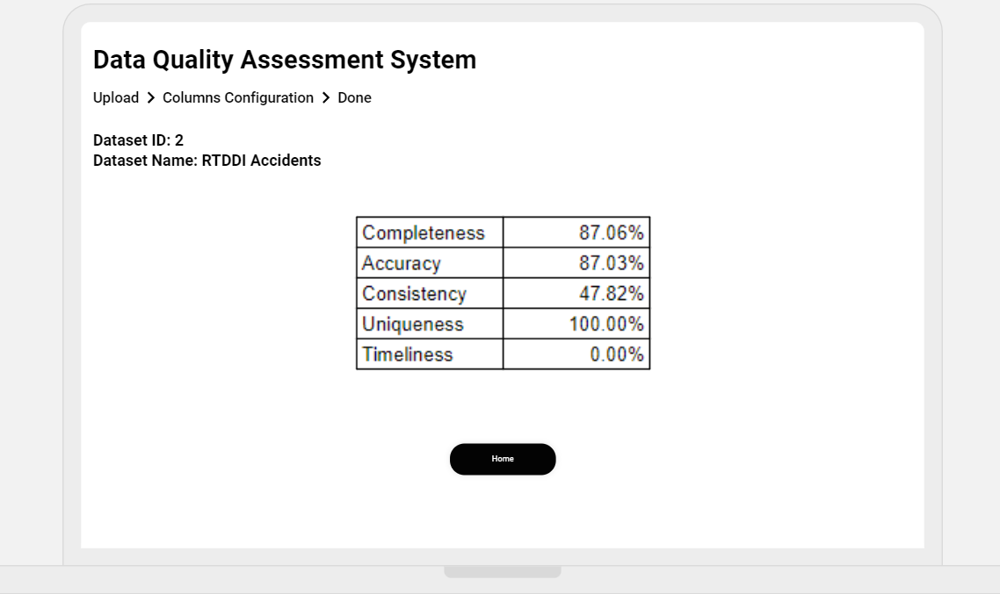 Data Quality Assessment System
Upload > Columns Configuration > Done
Dataset ID: 2
Dataset Name: RTDDI Accidents
Completeness 87.06%
Accuracy 87.03%
Consistency 47.82%
Uniqueness 100.00%
Timeliness 0.00%
Home